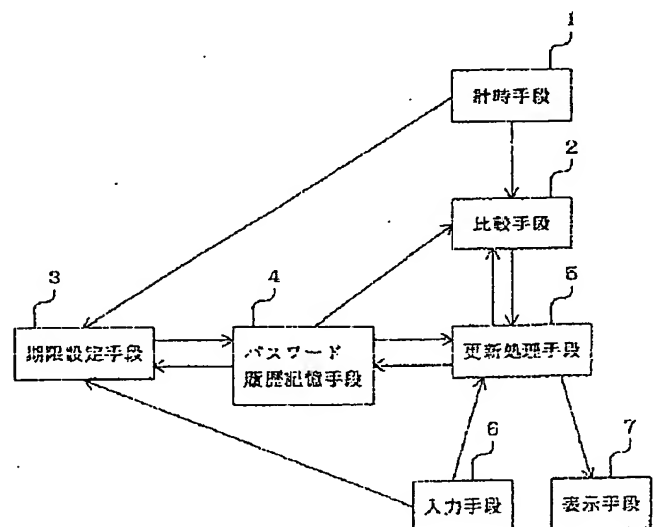 1
計時手段
2
比較手段
3
期限設定手段
4
パスワード
履歴記憶手段
5
更新処理手段
6
入力手段
7
表示手段